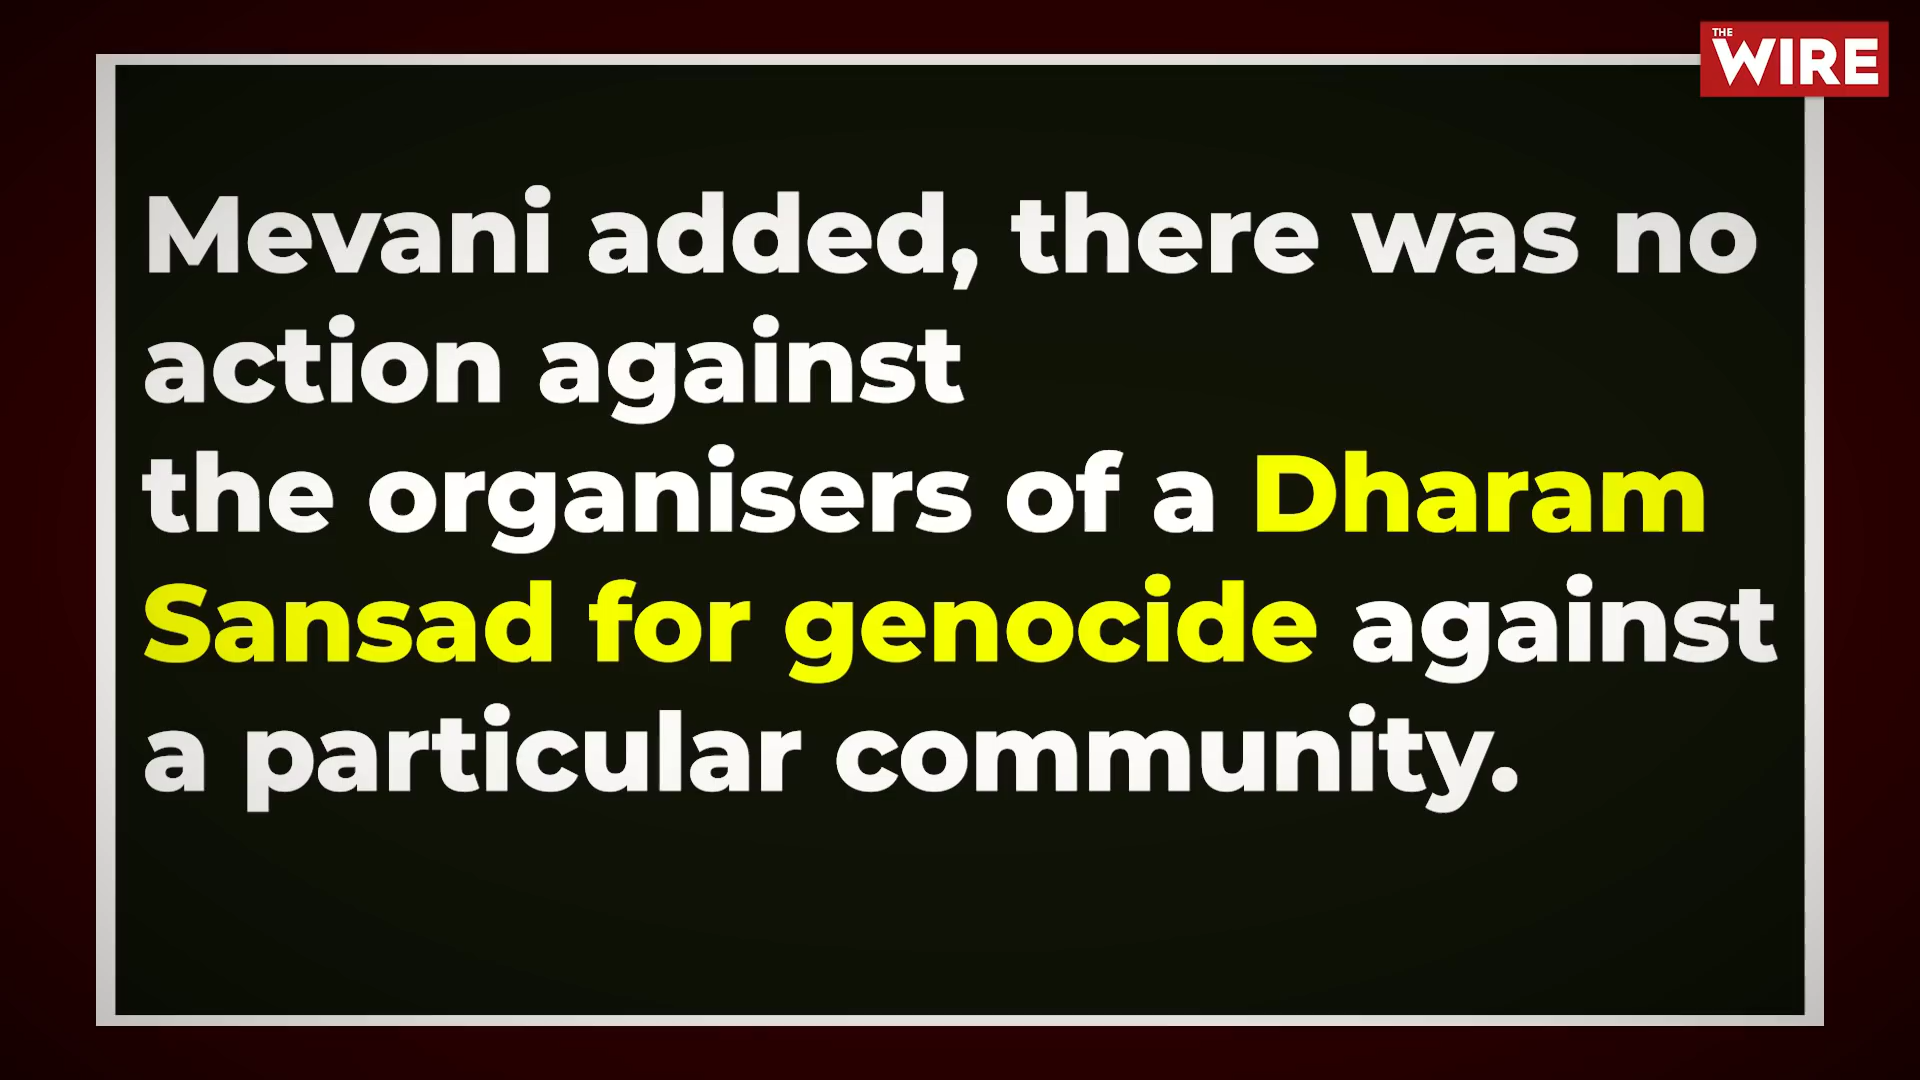 THE
WIRE
Mevani added, there was no
action against
the organisers of a Dharam
Sansad for genocide against
a particular community.